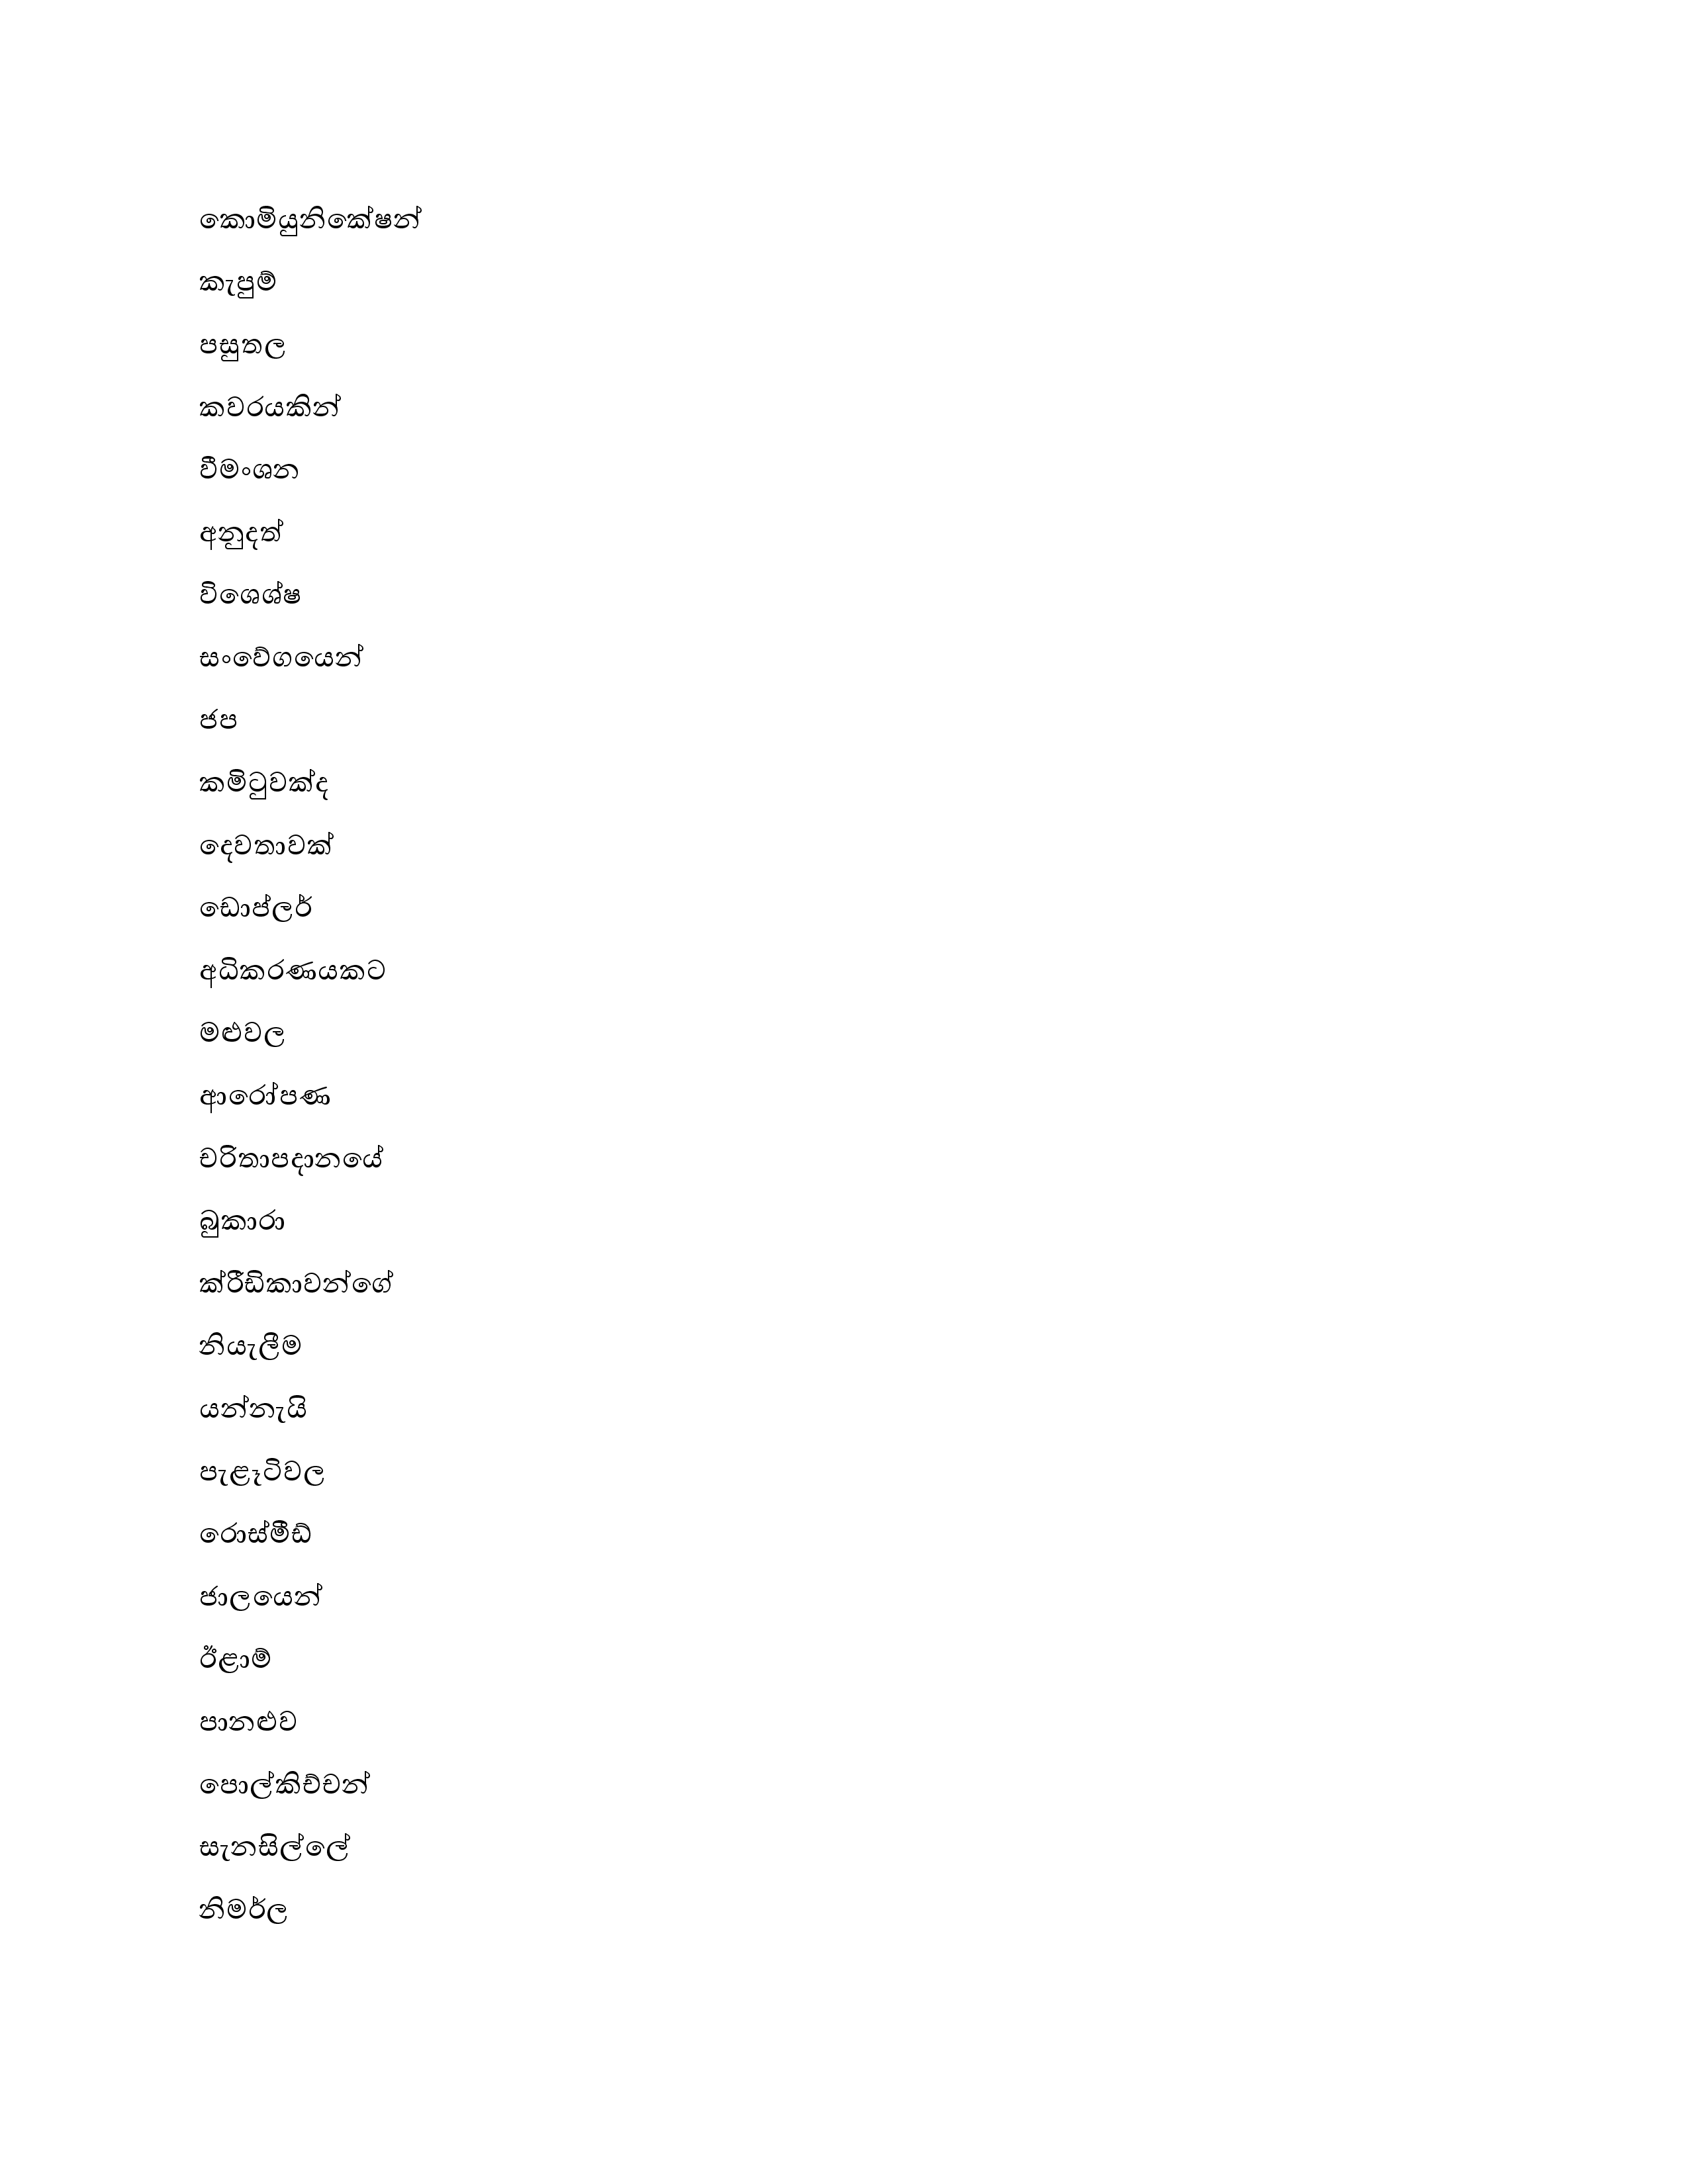 කොමියුනිකේෂන්
කැපුම්
පසුතල
කවරයකින්
වීමංශන
අනුදත්
විශෙශ්ෂ
සංවේගයෙන්
ජප
කමිටුවක්ද
දෙවතාවක්
ඩොප්ලර්
අධිකරණයකට
මළුවල
ආරෝපණ
චරිතාපදානයේ
බුකාරා
ක්රීඩිකාවන්ගේ
නියැලීම
යන්නැයි
පැළෑටිවල
රොස්මීඩ්
ජාලයෙන්
ඊළාම්
පානළුව
පොල්කිච්චන්
සැනසිල්ලේ
නිමර්ල